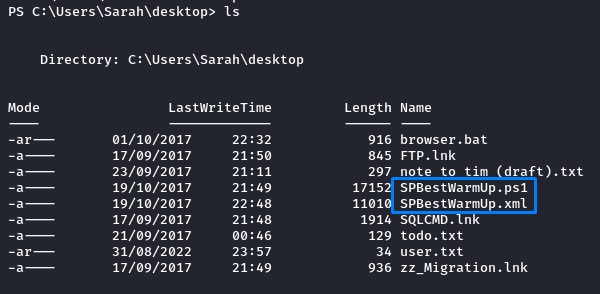 PS C:\Users\Sarah\desktop> ls
Directory: C:\Users\Sarah\desktop
Mode LastWriteTime Length Name
---- ------------- ------ ----
-ar--- 01/10/2017 22:32 916 browser.bat
-a---- 17/09/2017 21:50 845 FTP.lnk
-a---- 23/09/2017 21:11 297 note to tim (draft).txt
-a---- 19/10/2017 21:49 17152 SPBestWarmUp.ps1
-a---- 19/10/2017 22:48 11010 SPBestWarmUp.xml
-a---- 17/09/2017 21:48 1914 SQLCMD.lnk
-a---- 21/09/2017 00:46 129 todo.txt
-ar--- 31/08/2022 23:57 34 user.txt
-a---- 17/09/2017 21:49 936 zz_Migration.lnk